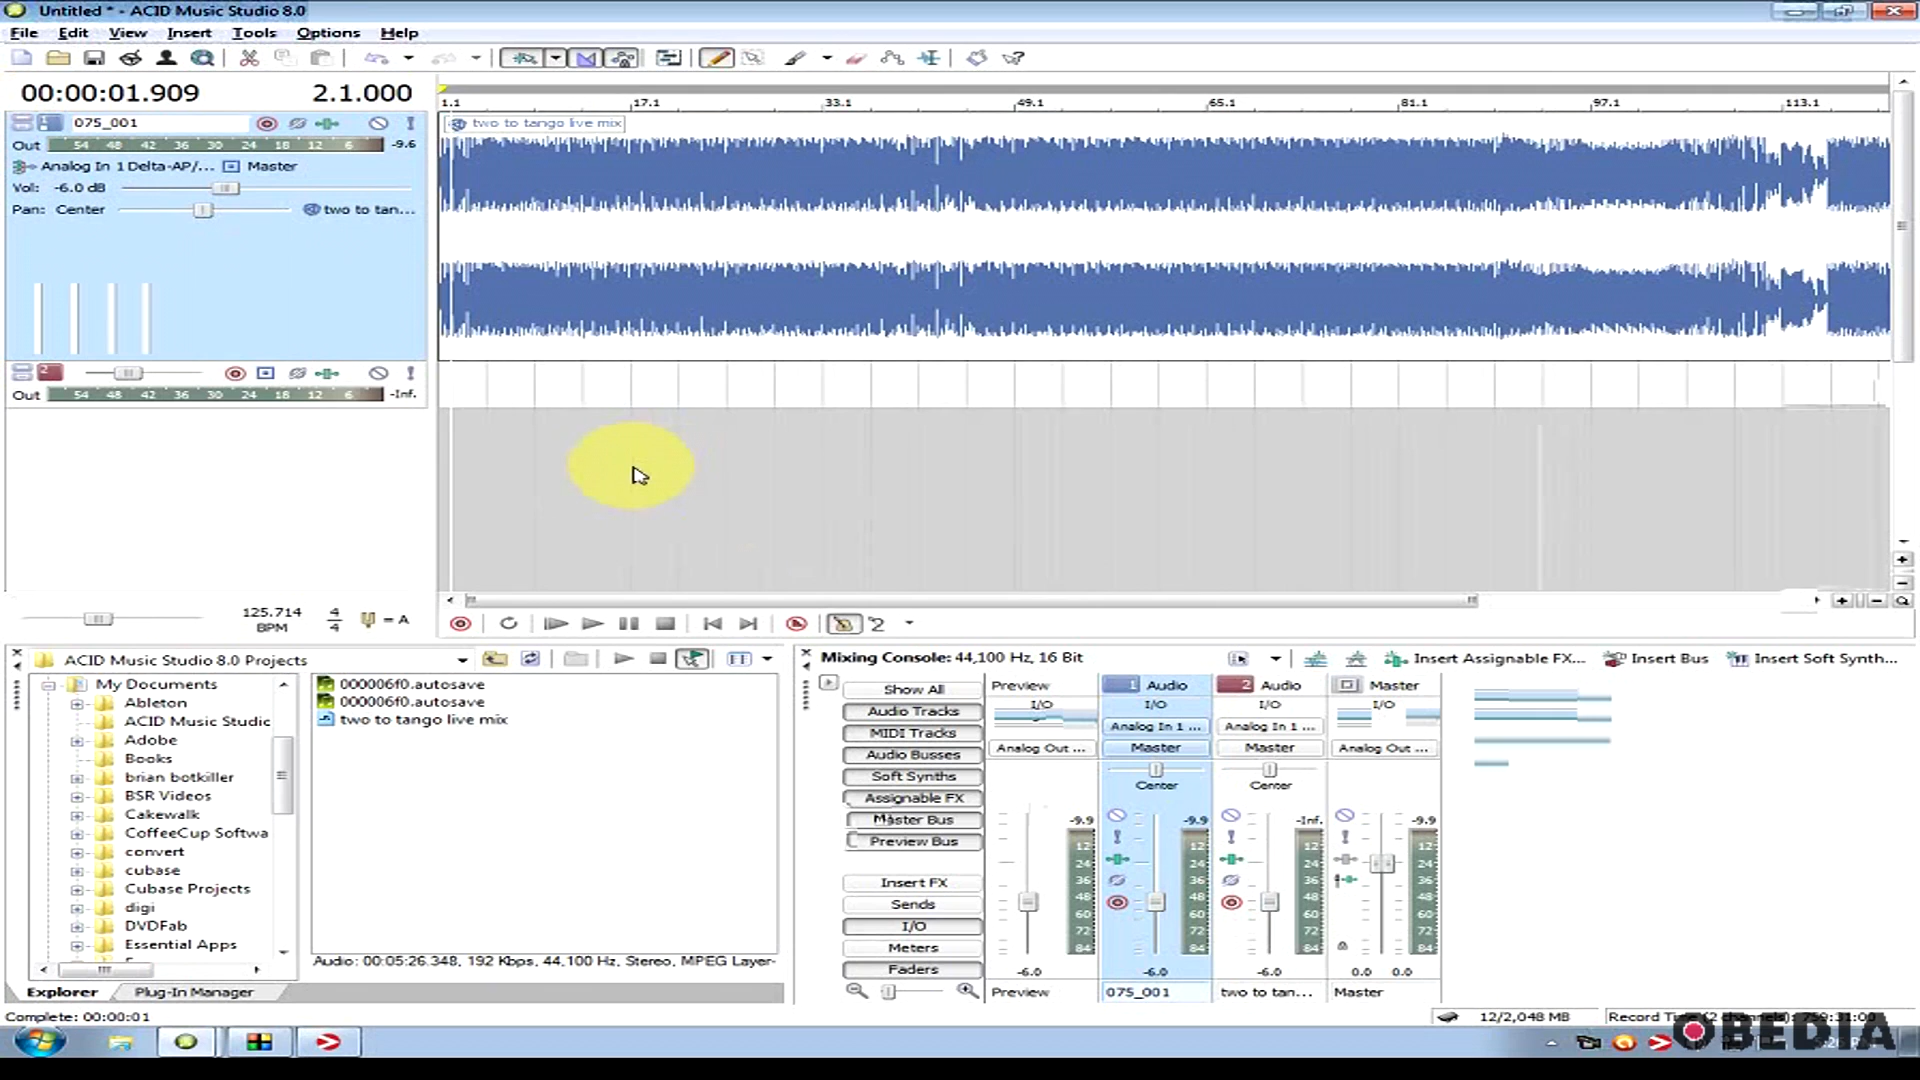 Untitled * - ACID Music Studio 8.0
File Edit View Insert Tools Options Help
00:00:01.909 2.1.000
1.1 17.1 33.1 49.1 65.1 81.1 97.1 113.1
1 075_001
two to tango live mix
Out 54 48 42 36 30 24 18 12 6 -9.6
Analog In 1 Delta-AP/... Master
Vol: -6.0 dB
Pan: Center two to tan...
2
Out 54 48 42 36 30 24 18 12 6 -Inf.
125.714 BPM 4/4 = A
2
ACID Music Studio 8.0 Projects
My Documents
Ableton
ACID Music Studic
Adobe
Books
brian botkiller
BSR Videos
Cakewalk
CoffeeCup Softwa
convert
cubase
Cubase Projects
digi
DVDFab
Essential Apps
000006f0.autosave
000006f0.autosave
two to tango live mix
Audio: 00:05:26.348, 192 Kbps, 44,100 Hz, Stereo, MPEG Layer-
Explorer Plug-In Manager
Mixing Console: 44,100 Hz, 16 Bit
Insert Assignable FX... Insert Bus Insert Soft Synth...
Show All
Audio Tracks
MIDI Tracks
Audio Busses
Soft Synths
Assignable FX
Master Bus
Preview Bus
Insert FX
Sends
I/O
Meters
Faders
Preview 1 Audio 2 Audio Master
I/O I/O I/O I/O
Analog In 1 ... Analog In 1 ...
Analog Out ... Master Master Analog Out ...
Center Center
-9.9 -9.9 -Inf. -9.9
12 12 12 12
24 24 24 24
36 36 36 36
48 48 48 48
60 60 60 60
72 72 72 72
84 84 84 84
-6.0 -6.0 -6.0 0.0 0.0
Preview 075_001 two to tan... Master
Complete: 00:00:01
12/2,048 MB Record Time (2 channels): 759:31:00
OBEDIA